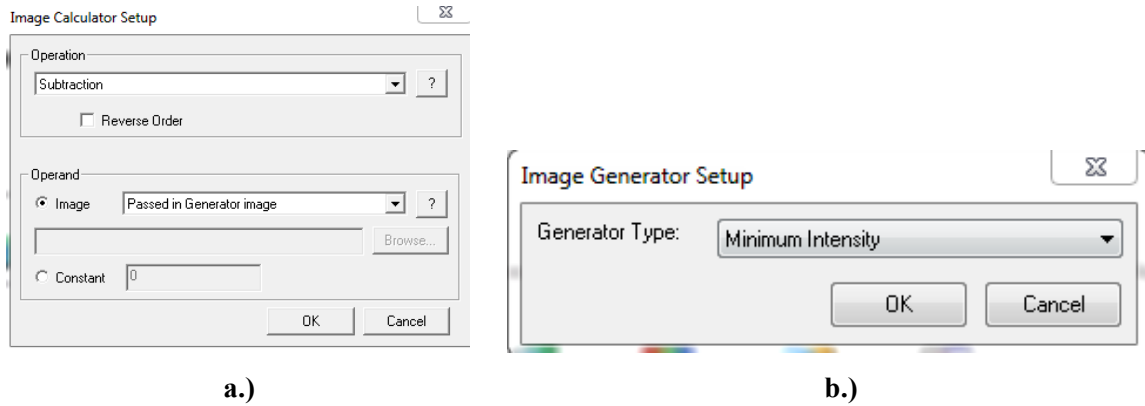 Image Calculator Setup
Operation
Subtraction
?
Reverse Order
Operand
Image
Passed in Generator image
?
Browse...
Constant
0
OK
Cancel
a.)
Image Generator Setup
Generator Type:
Minimum Intensity
OK
Cancel
b.)